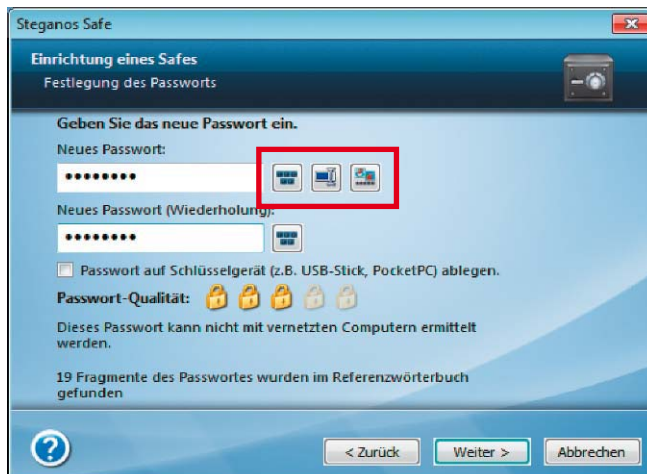 Steganos Safe
Einrichtung eines Safes
Festlegung des Passworts
Geben Sie das neue Passwort ein.
Neues Passwort:
••••••••
Neues Passwort (Wiederholung):
••••••••
Passwort auf Schlüsselgerät (z.B. USB-Stick, PocketPC) ablegen.
Passwort-Qualität:
Dieses Passwort kann nicht mit vernetzten Computern ermittelt
werden.
19 Fragmente des Passwortes wurden im Referenzwörterbuch
gefunden
?
< Zurück Weiter > Abbrechen